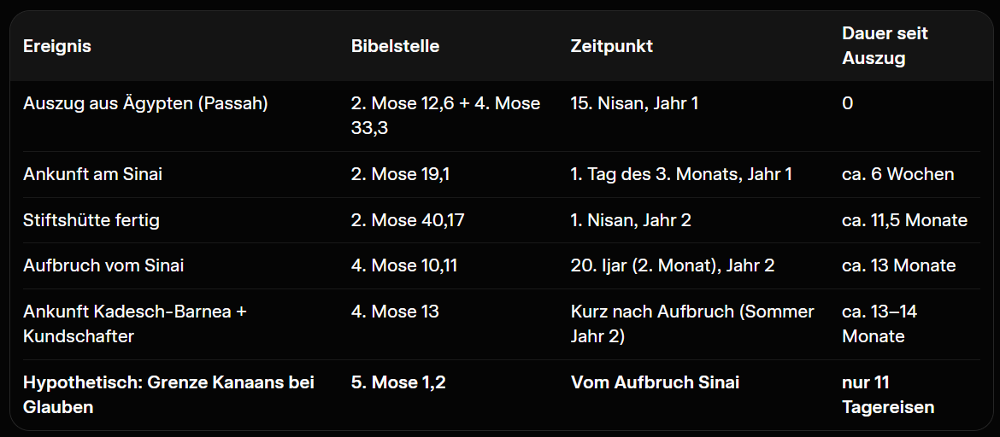 Ereignis
Bibelstelle
Zeitpunkt
Dauer seit
Auszug
Auszug aus Ägypten (Passah)
2. Mose 12,6 + 4. Mose
33,3
15. Nisan, Jahr 1
0
Ankunft am Sinai
2. Mose 19,1
1. Tag des 3. Monats, Jahr 1
ca. 6 Wochen
Stiftshütte fertig
2. Mose 40,17
1. Nisan, Jahr 2
ca. 11,5 Monate
Aufbruch vom Sinai
4. Mose 10,11
20. Ijar (2. Monat), Jahr 2
ca. 13 Monate
Ankunft Kadesch-Barnea +
Kundschafter
4. Mose 13
Kurz nach Aufbruch (Sommer
Jahr 2)
ca. 13–14
Monate
Hypothetisch: Grenze Kanaans bei
Glauben
5. Mose 1,2
Vom Aufbruch Sinai
nur 11
Tagereisen